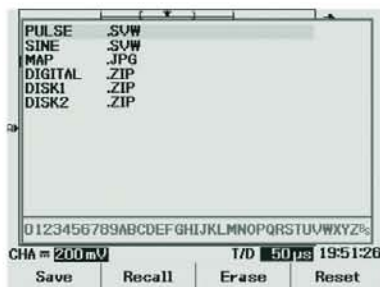 PULSE .SVW
SINE .SVW
MAP .JPG
DIGITAL .ZIP
DISK1 .ZIP
DISK2 .ZIP
0123456789ABCDEFGHIJKLMNOPQRSTUVWXYZ
CHA 200mV T/D 50µs 19:51:26
Save Recall Erase Reset